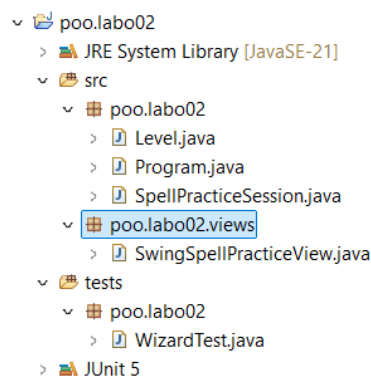 poo.labo02
JRE System Library [JavaSE-21]
src
poo.labo02
Level.java
Program.java
SpellPracticeSession.java
poo.labo02.views
SwingSpellPracticeView.java
tests
poo.labo02
WizardTest.java
JUnit 5